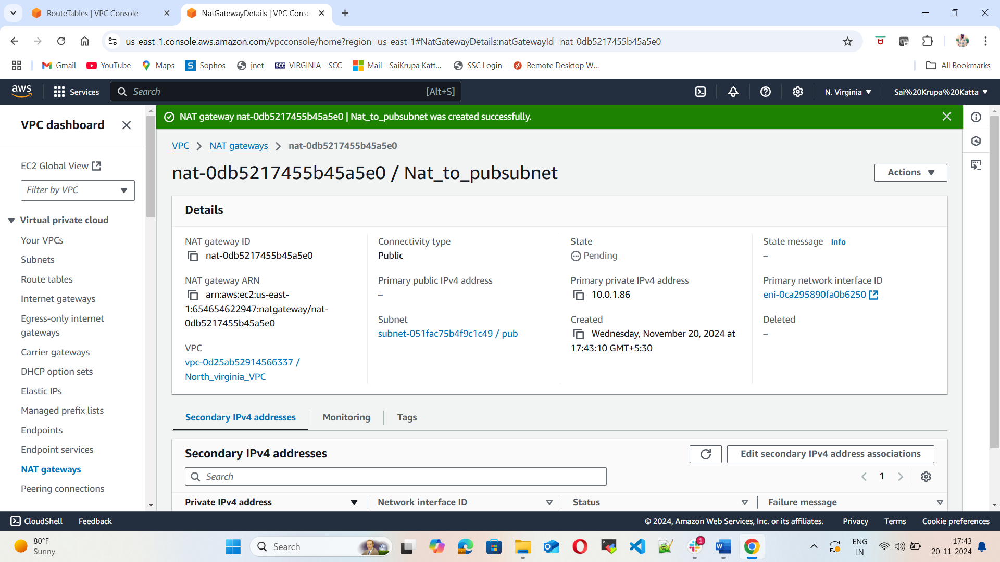 RouteTables | VPC Console
NatGatewayDetails | VPC Conso
us-east-1.console.aws.amazon.com/vpcconsole/home?region=us-east-1#NatGatewayDetails:natGatewayId=nat-0db5217455b45a5e0
Gmail YouTube Maps Sophos jnet SCC VIRGINIA - SCC Mail - SaiKrupa Katt... SSC Login Remote Desktop W... All Bookmarks
aws Services Search [Alt+S] N. Virginia Sai%20Krupa%20Katta
VPC dashboard
EC2 Global View
Filter by VPC
Virtual private cloud
Your VPCs
Subnets
Route tables
Internet gateways
Egress-only internet
gateways
Carrier gateways
DHCP option sets
Elastic IPs
Managed prefix lists
Endpoints
Endpoint services
NAT gateways
Peering connections
NAT gateway nat-0db5217455b45a5e0 | Nat_to_pubsubnet was created successfully.
VPC NAT gateways nat-0db5217455b45a5e0
nat-0db5217455b45a5e0 / Nat_to_pubsubnet
Actions
Details
NAT gateway ID
nat-0db5217455b45a5e0
NAT gateway ARN
arn:aws:ec2:us-east-
1:654654622947:natgateway/nat-
0db5217455b45a5e0
VPC
vpc-0d25ab52914566337 /
North_virginia_VPC
Connectivity type
Public
Primary public IPv4 address
–
Subnet
subnet-051fac75b4f9c1c49 / pub
State
Pending
Primary private IPv4 address
10.0.1.86
Created
Wednesday, November 20, 2024 at
17:43:10 GMT+5:30
State message Info
–
Primary network interface ID
eni-0ca295890fa0b6250
Deleted
–
Secondary IPv4 addresses Monitoring Tags
Secondary IPv4 addresses
Edit secondary IPv4 address associations
Search
1
Private IPv4 address Network interface ID Status Failure message
CloudShell Feedback © 2024, Amazon Web Services, Inc. or its affiliates. Privacy Terms Cookie preferences
80°F
Sunny
Search
1
ENG
IN
17:43
20-11-2024